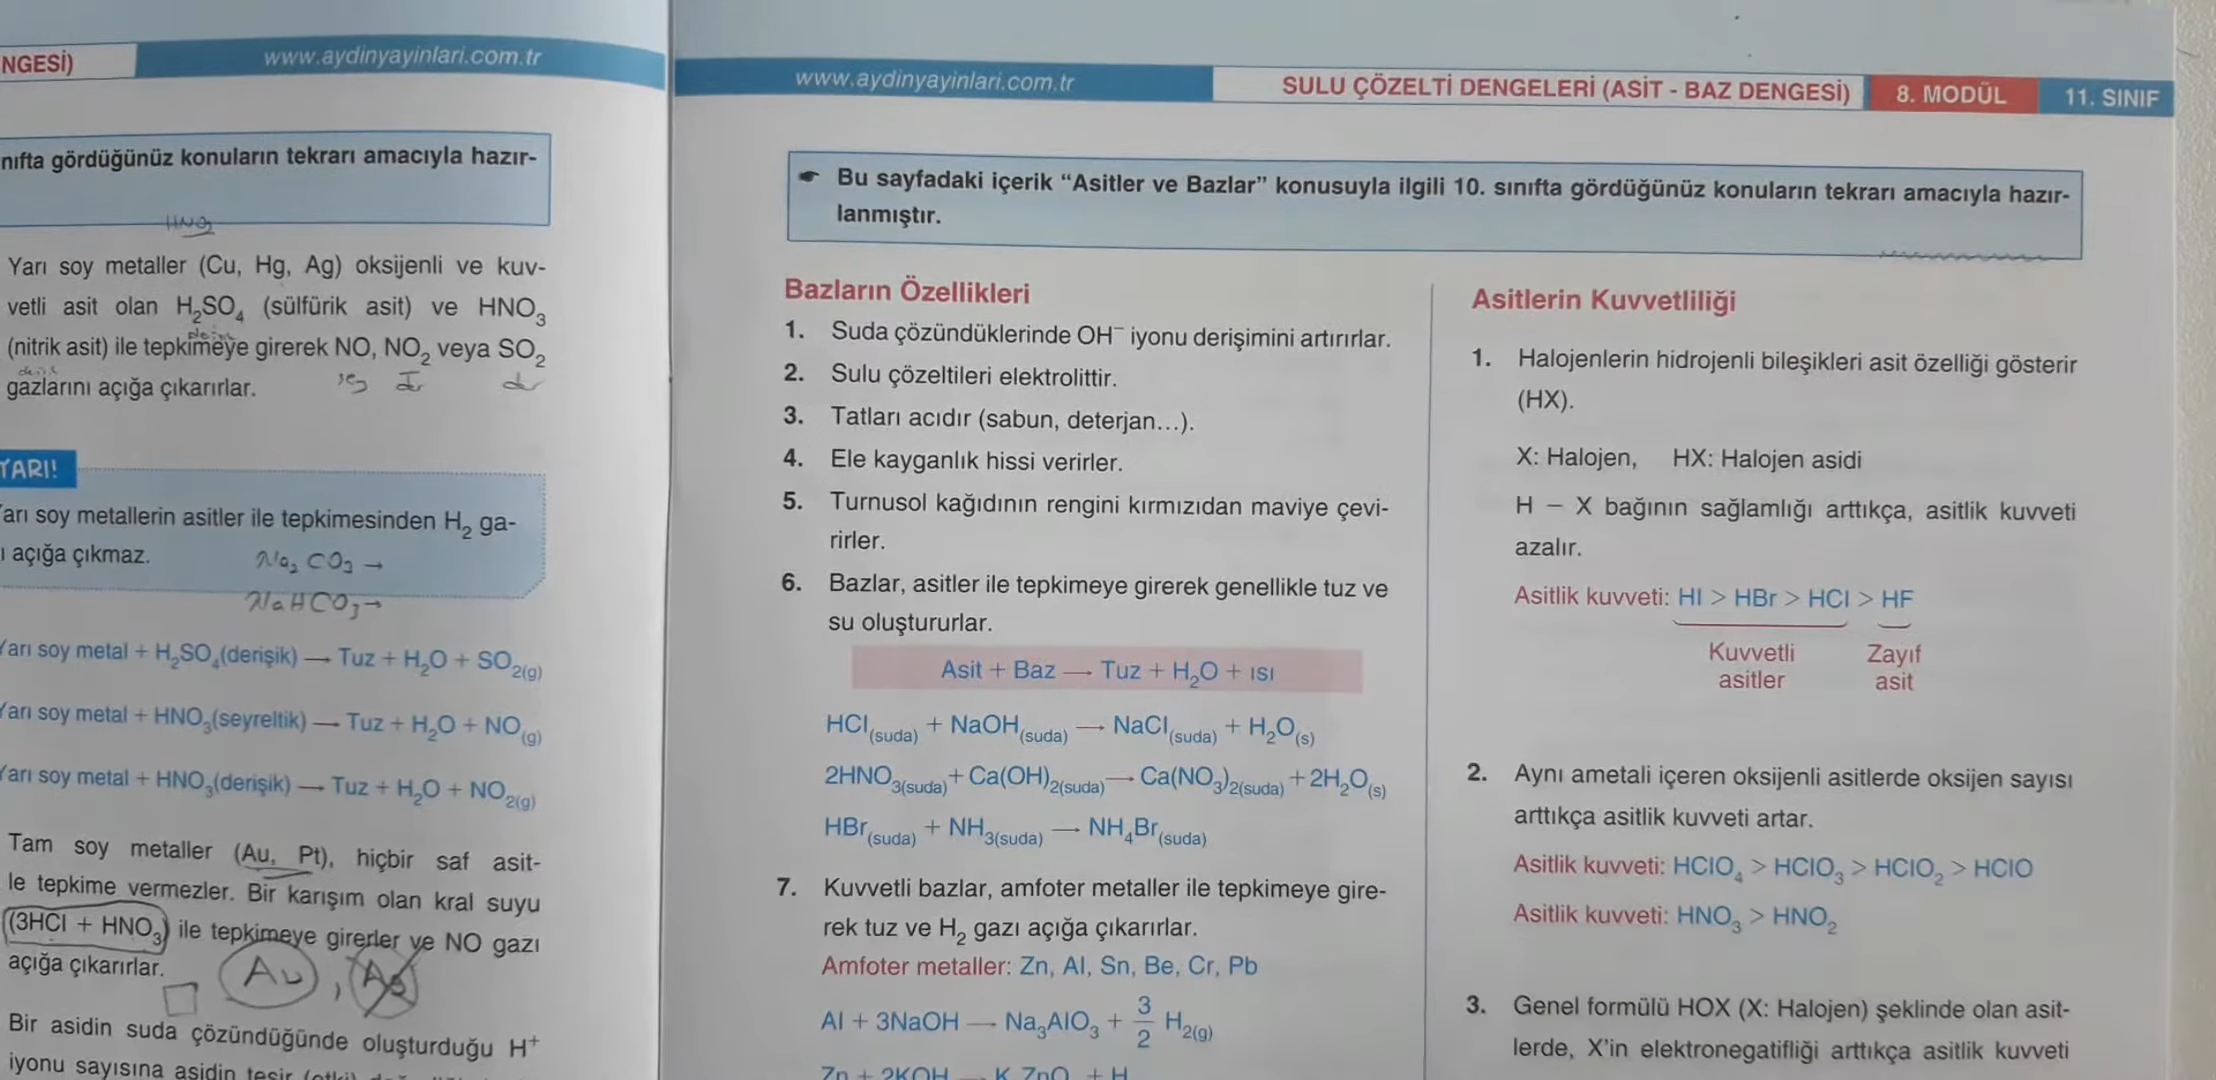 NGESİ)
www.aydinyayinlari.com.tr
nıfta gördüğünüz konuların tekrarı amacıyla hazır-
HNO₃
Yarı soy metaller (Cu, Hg, Ag) oksijenli ve kuv-
vetli asit olan H₂SO₄ (sülfürik asit) ve HNO₃
(nitrik asit) ile tepkimeye girerek NO, NO₂ veya SO₂
gazlarını açığa çıkarırlar.
YARI!
arı soy metallerin asitler ile tepkimesinden H₂ ga-
ı açığa çıkmaz.
Na₂CO₃ →
NaHCO₃ →
Yarı soy metal + H₂SO₄(derişik) → Tuz + H₂O + SO₂(g)
Yarı soy metal + HNO₃(seyreltik) → Tuz + H₂O + NO(g)
Yarı soy metal + HNO₃(derişik) → Tuz + H₂O + NO₂(g)
Tam soy metaller (Au, Pt), hiçbir saf asit-
le tepkime vermezler. Bir karışım olan kral suyu
(3HCl + HNO₃) ile tepkimeye girerler ve NO gazı
açığa çıkarırlar.
Au, Ag
Bir asidin suda çözündüğünde oluşturduğu H⁺
iyonu sayısına asidin tesir
www.aydinyayinlari.com.tr
SULU ÇÖZELTİ DENGELERİ (ASİT - BAZ DENGESİ) 8. MODÜL 11. SINIF
☛ Bu sayfadaki içerik “Asitler ve Bazlar” konusuyla ilgili 10. sınıfta gördüğünüz konuların tekrarı amacıyla hazır-
lanmıştır.
Bazların Özellikleri
1. Suda çözündüklerinde OH⁻ iyonu derişimini artırırlar.
2. Sulu çözeltileri elektrolittir.
3. Tatları acıdır (sabun, deterjan...).
4. Ele kayganlık hissi verirler.
5. Turnusol kağıdının rengini kırmızıdan maviye çevi-
rirler.
6. Bazlar, asitler ile tepkimeye girerek genellikle tuz ve
su oluştururlar.
Asit + Baz → Tuz + H₂O + ısı
HCl(suda) + NaOH(suda) → NaCl(suda) + H₂O(s)
2HNO₃(suda) + Ca(OH)₂(suda) → Ca(NO₃)₂(suda) + 2H₂O(s)
HBr(suda) + NH₃(suda) → NH₄Br(suda)
7. Kuvvetli bazlar, amfoter metaller ile tepkimeye gire-
rek tuz ve H₂ gazı açığa çıkarırlar.
Amfoter metaller: Zn, Al, Sn, Be, Cr, Pb
Al + 3NaOH → Na₃AlO₃ + 3/2 H₂(g)
Zn + 2KOH → K ZnO + H
Asitlerin Kuvvetliliği
1. Halojenlerin hidrojenli bileşikleri asit özelliği gösterir
(HX).
X: Halojen, HX: Halojen asidi
H – X bağının sağlamlığı arttıkça, asitlik kuvveti
azalır.
Asitlik kuvveti: HI > HBr > HCl > HF
Kuvvetli Zayıf
asitler asit
2. Aynı ametali içeren oksijenli asitlerde oksijen sayısı
arttıkça asitlik kuvveti artar.
Asitlik kuvveti: HClO₄ > HClO₃ > HClO₂ > HClO
Asitlik kuvveti: HNO₃ > HNO₂
3. Genel formülü HOX (X: Halojen) şeklinde olan asit-
lerde, X'in elektronegatifliği arttıkça asitlik kuvveti